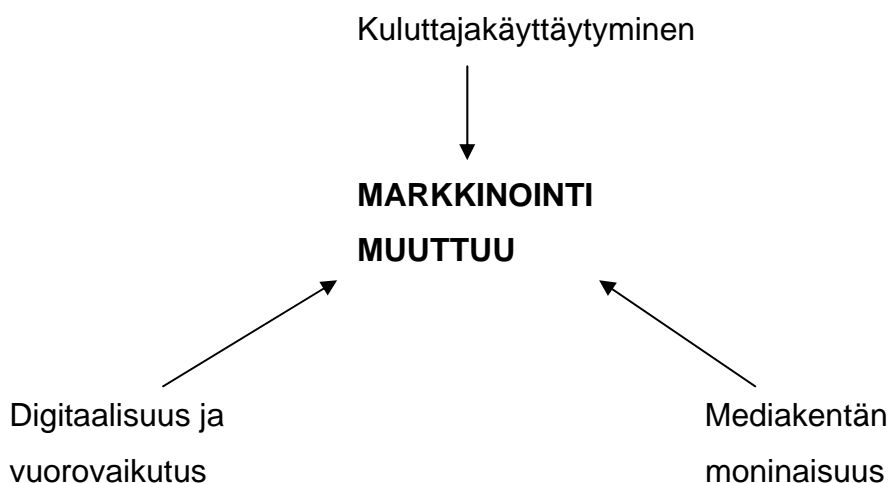 Kuluttajakäyttäytyminen
MARKKINOINTI
MUUTTUU
Digitaalisuus ja
vuorovaikutus
Mediakentän
moninaisuus